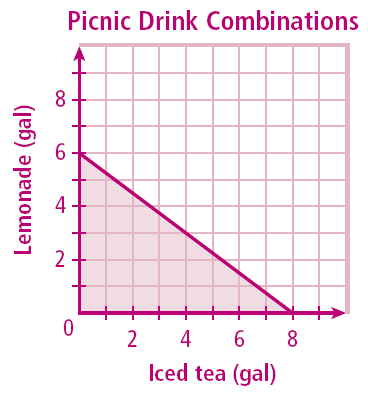 Picnic Drink Combinations
Lemonade (gal)
8
6
4
2
0
2 4 6 8
Iced tea (gal)